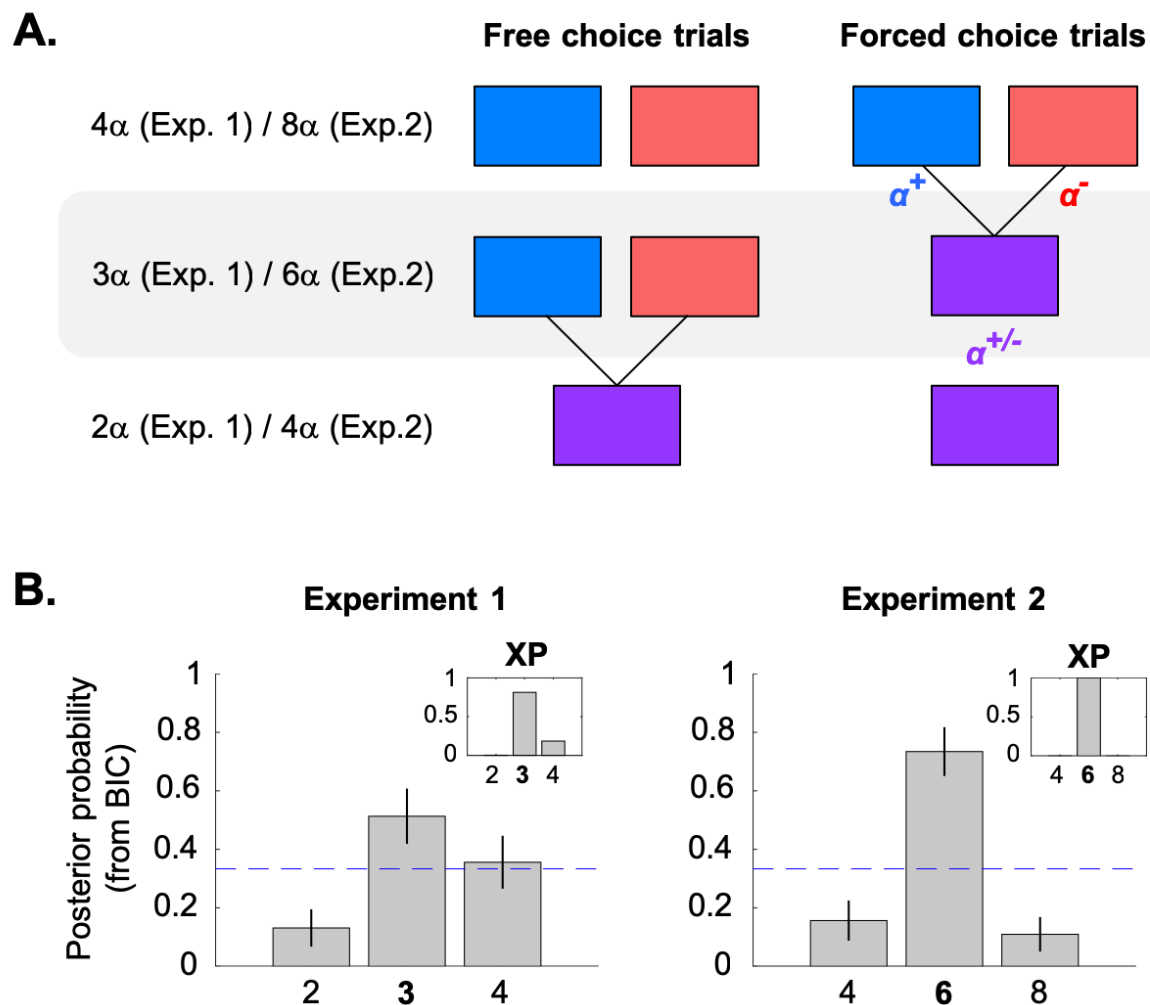 A.
Free choice trials Forced choice trials
4α (Exp. 1) / 8α (Exp.2)
α+ α-
3α (Exp. 1) / 6α (Exp.2)
α+/-
2α (Exp. 1) / 4α (Exp.2)
B.
Experiment 1
Posterior probability
(from BIC)
1
0.8
0.6
0.4
0.2
0
2 3 4
XP
1
0.5
0
2 3 4
Experiment 2
1
0.8
0.6
0.4
0.2
0
4 6 8
XP
1
0.5
0
4 6 8